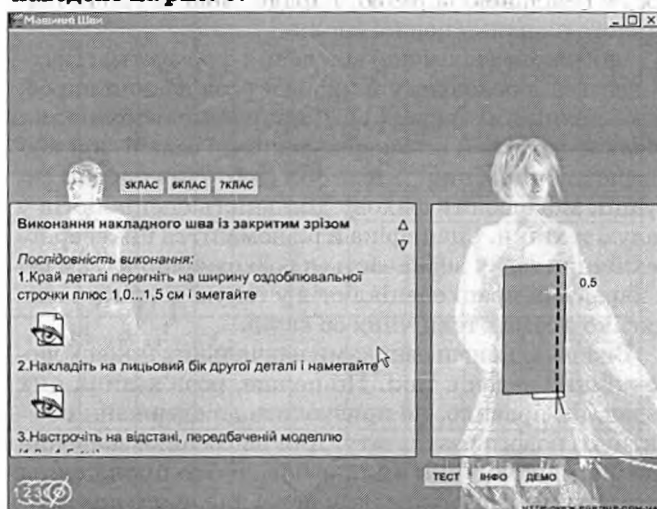 Машинні Шви
5КЛАС 6КЛАС 7КЛАС
Виконання накладного шва із закритим зрізом
Послідовність виконання:
1.Край деталі перегніть на ширину оздоблювальної
строчки плюс 1,0...1,5 см і зметайте
2.Накладіть на лицьовий бік другої деталі і наметайте
3.Настрочіть на відстані, передбаченій моделлю
0,5
ТЕСТ ІНФО ДЕМО